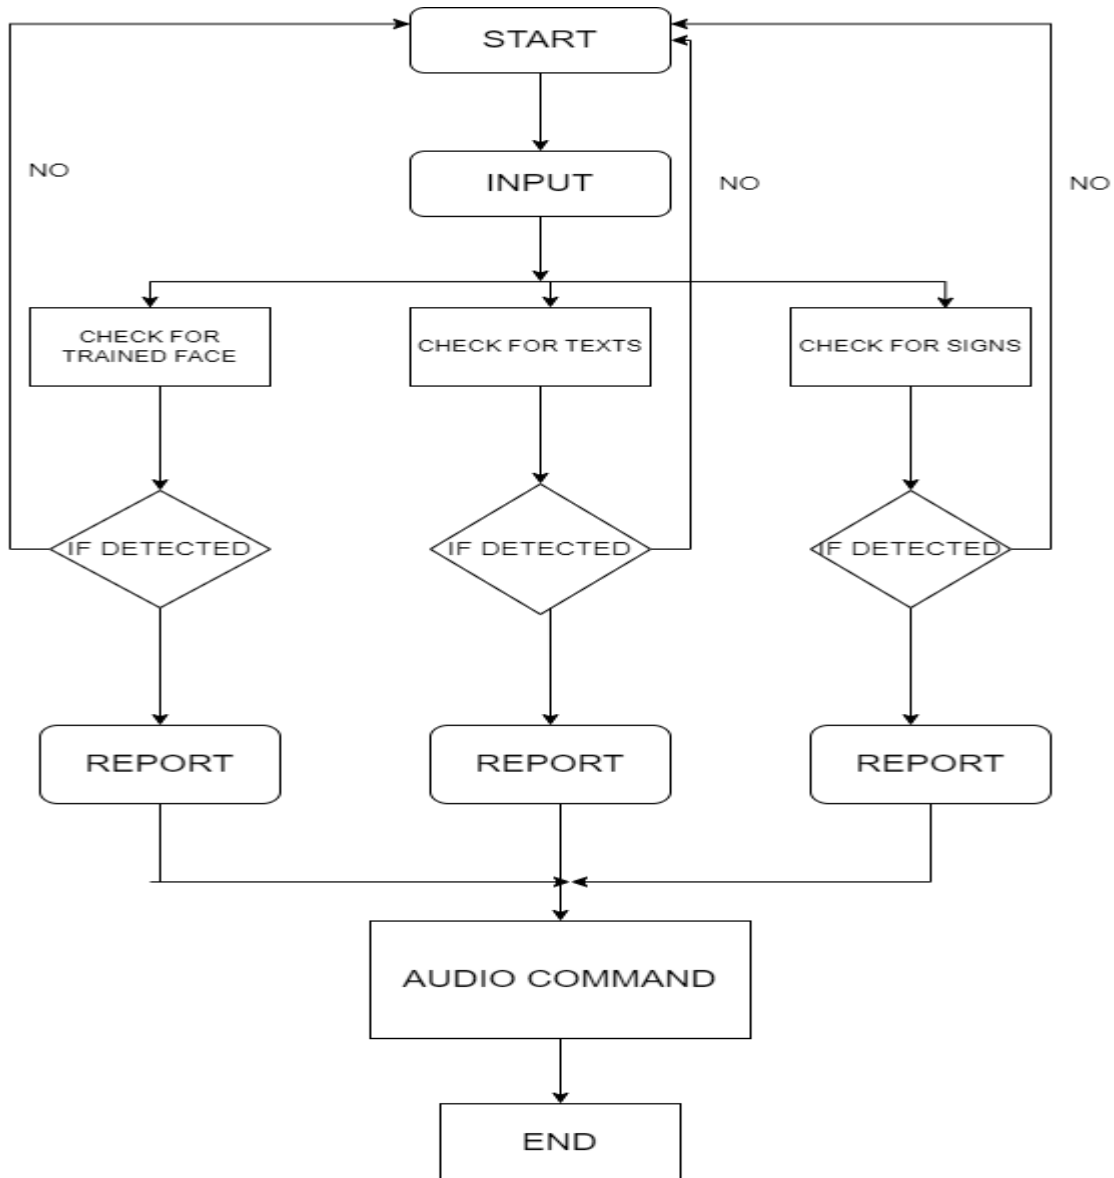 START
NO
INPUT
NO
NO
CHECK FOR
TRAINED FACE
CHECK FOR TEXTS
CHECK FOR SIGNS
IF DETECTED
IF DETECTED
IF DETECTED
REPORT
REPORT
REPORT
AUDIO COMMAND
END